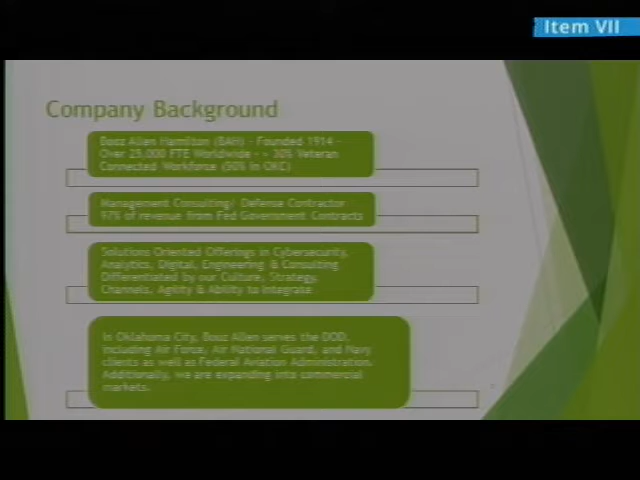 Item VII
Company Background
Booz Allen Hamilton (BAH) - Founded 1914 -
Over 25,000 FTE Worldwide - > 30% Veteran
Connected Workforce (50% in OKC)
Management Consulting/ Defense Contractor
97% of revenue from Fed Government Contracts
Solutions Oriented Offerings in Cybersecurity,
Analytics, Digital, Engineering & Consulting
Differentiated by our Culture, Strategy,
Channels, Agility & Ability to Integrate
In Oklahoma City, Booz Allen serves the DOD,
including Air Force, Air National Guard, and Navy
clients as well as Federal Aviation Administration.
Additionally, we are expanding into commercial
markets.